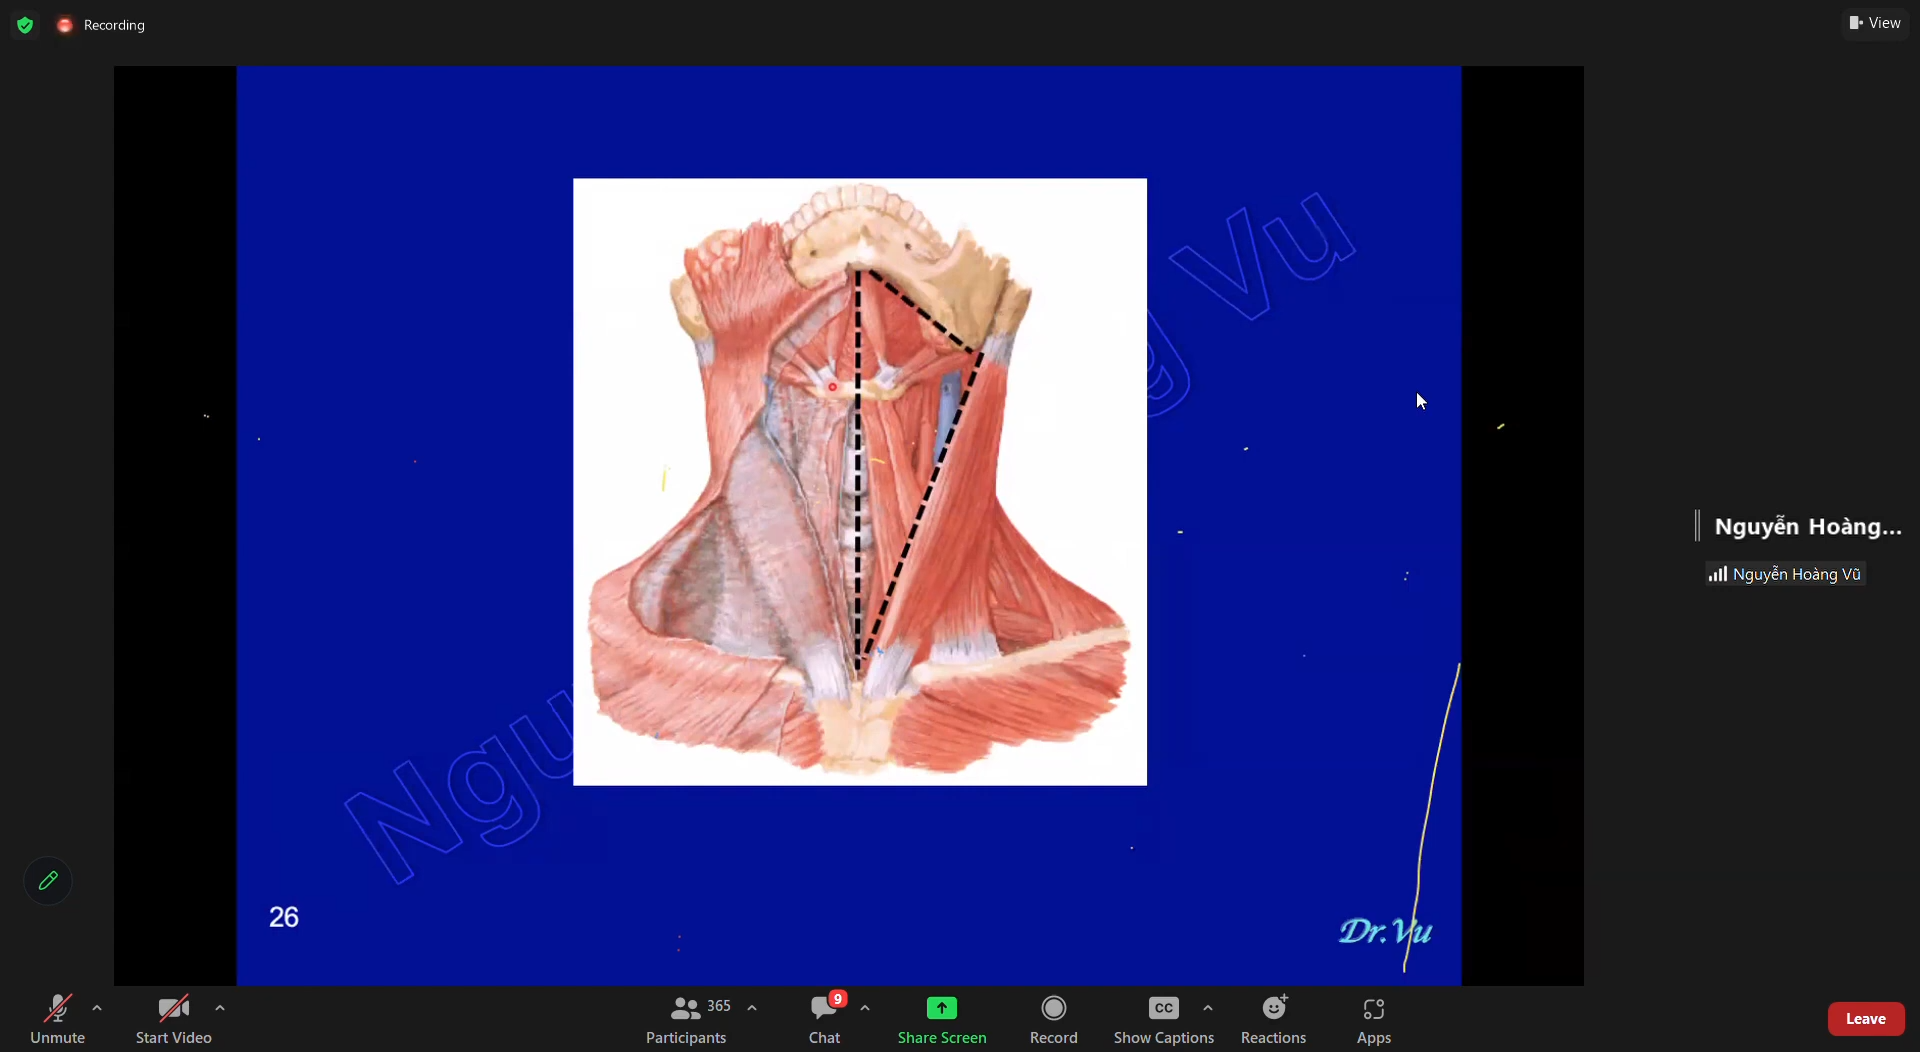 Recording
View
Vu
g
Ngu
Nguyễn Hoàng...
Nguyễn Hoàng Vũ
26
Dr.Vu
9
365
CC
Unmute
Start Video
Participants
Chat
Share Screen
Record
Show Captions
Reactions
Apps
Leave